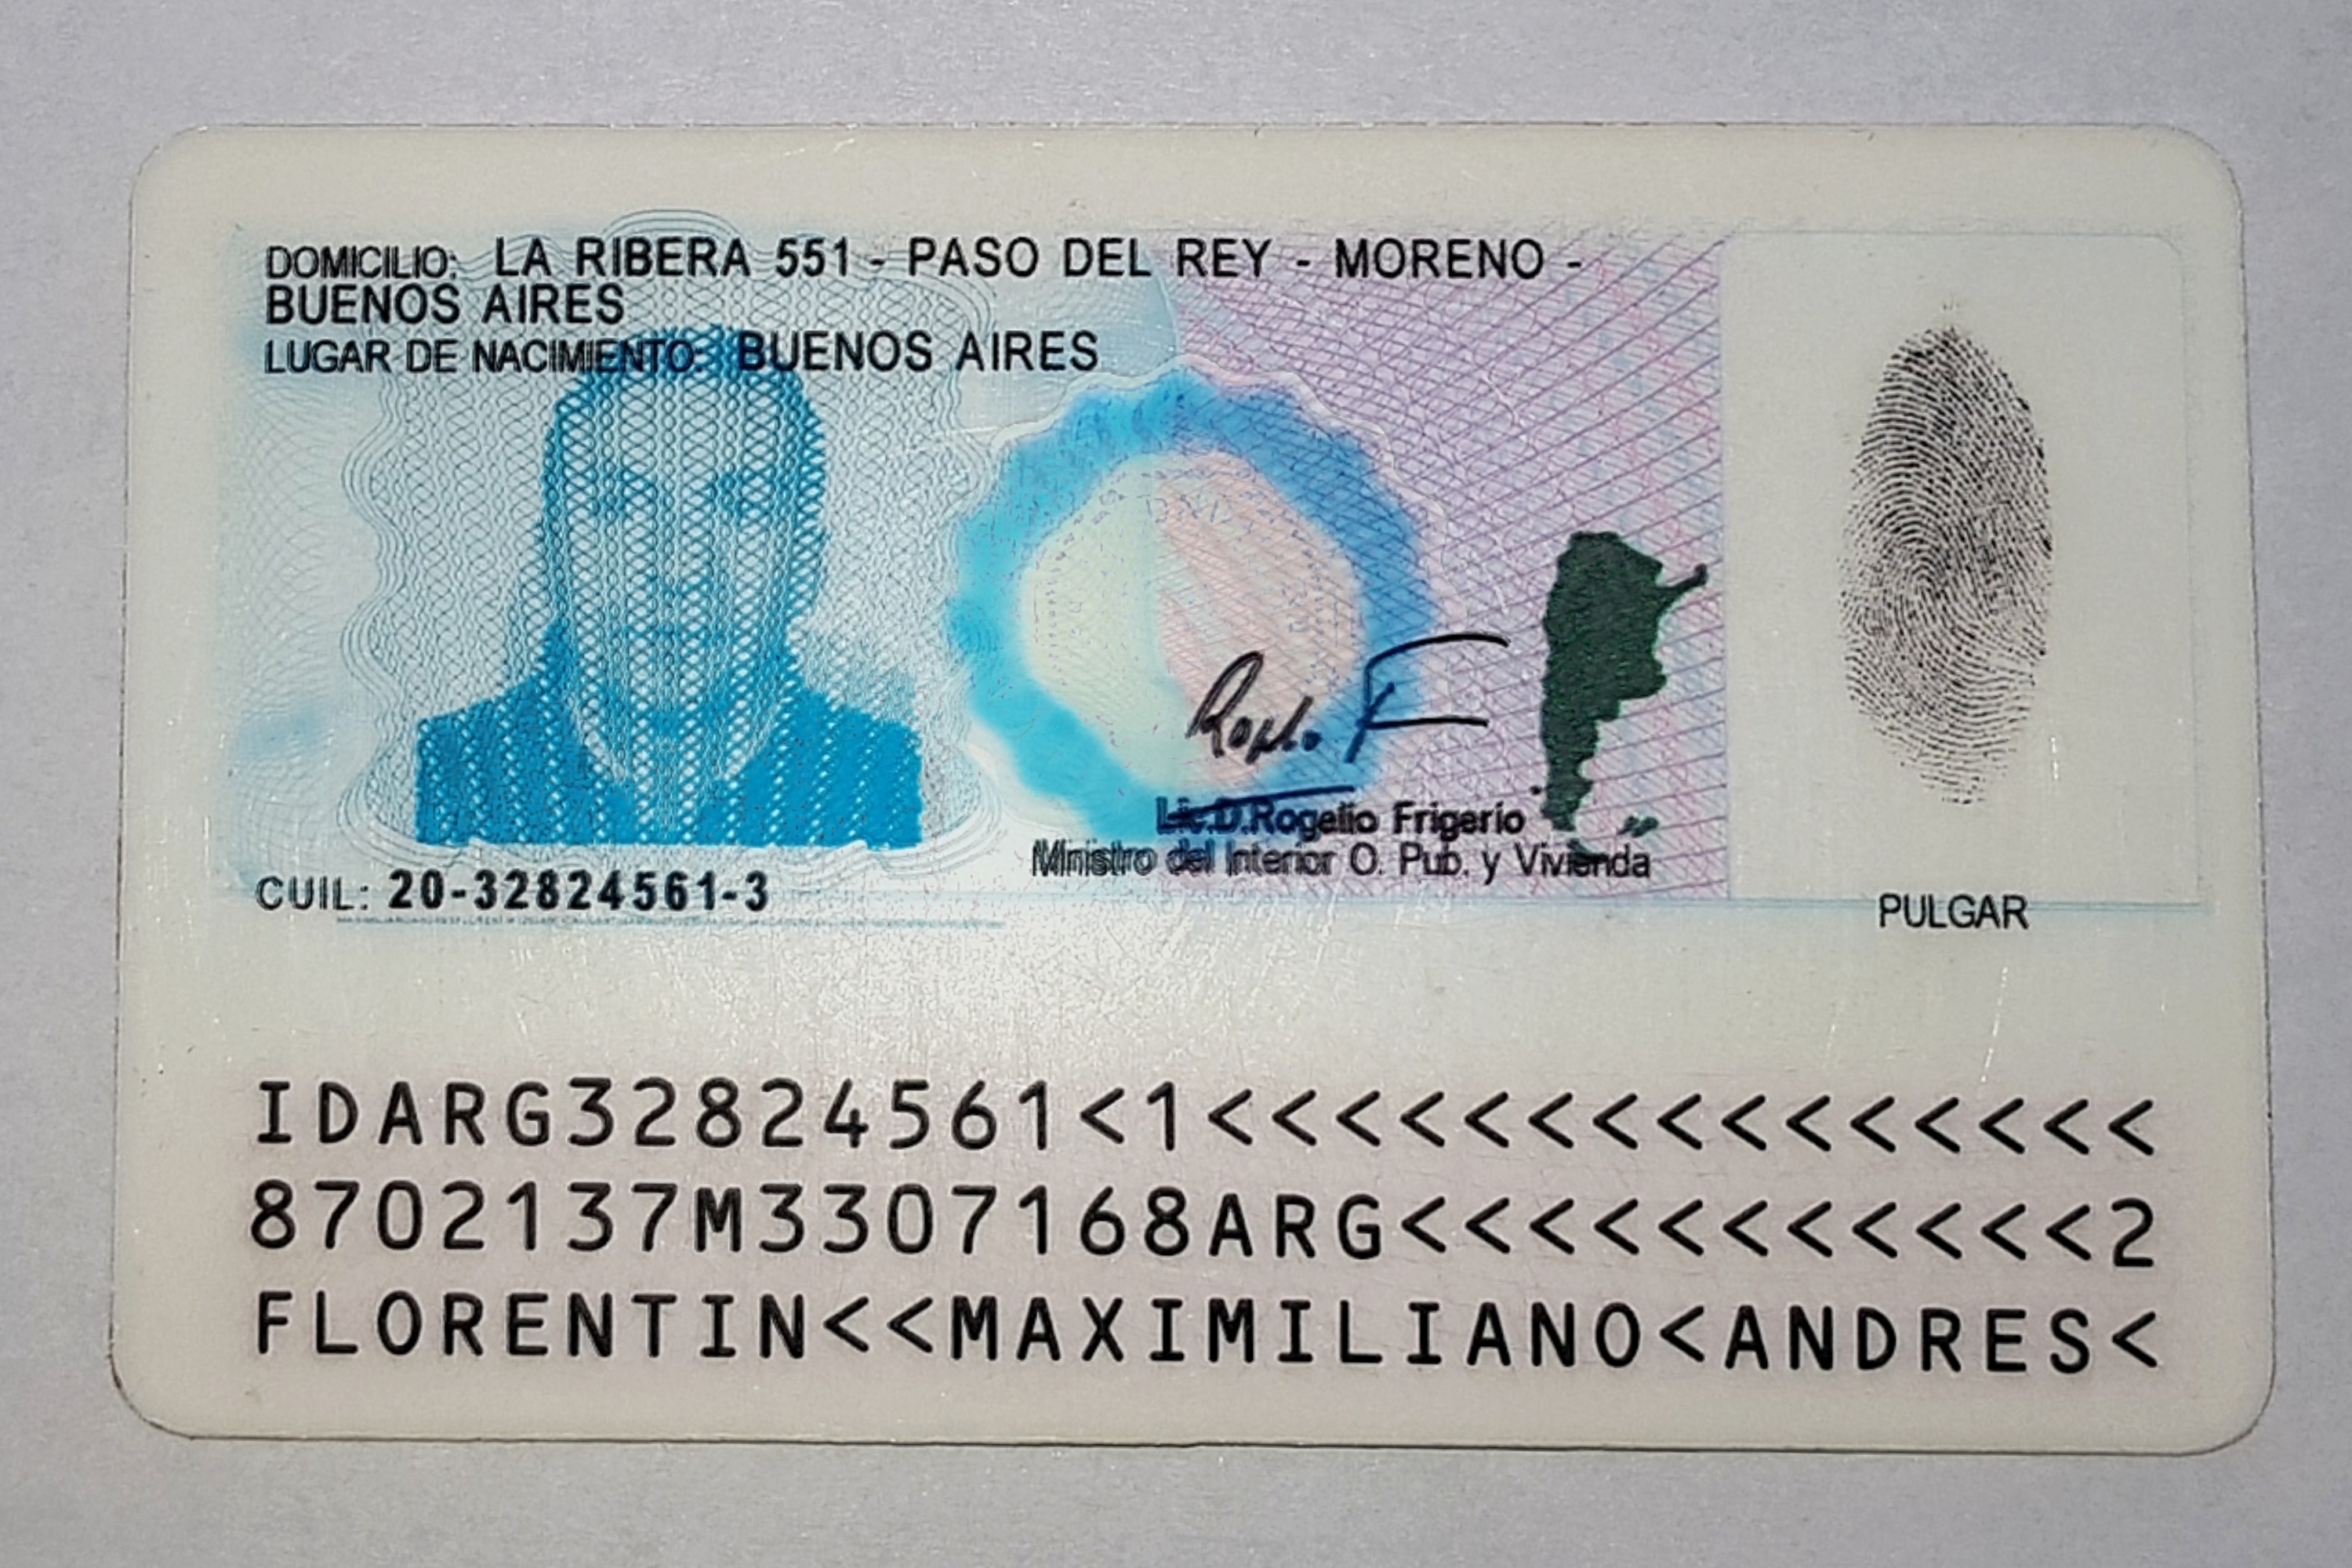 DOMICILIO: LA RIBERA 551 - PASO DEL REY - MORENO -
BUENOS AIRES
LUGAR DE NACIMIENTO: BUENOS AIRES
Lic.D.Rogelio Frigerio
Ministro del Interior O. Pub. y Vivienda
CUIL: 20-32824561-3
PULGAR
IDARG32824561<1<<<<<<<<<<<<<<<
8702137M3307168ARG<<<<<<<<<<<2
FLORENTIN<<MAXIMILIANO<ANDRES<